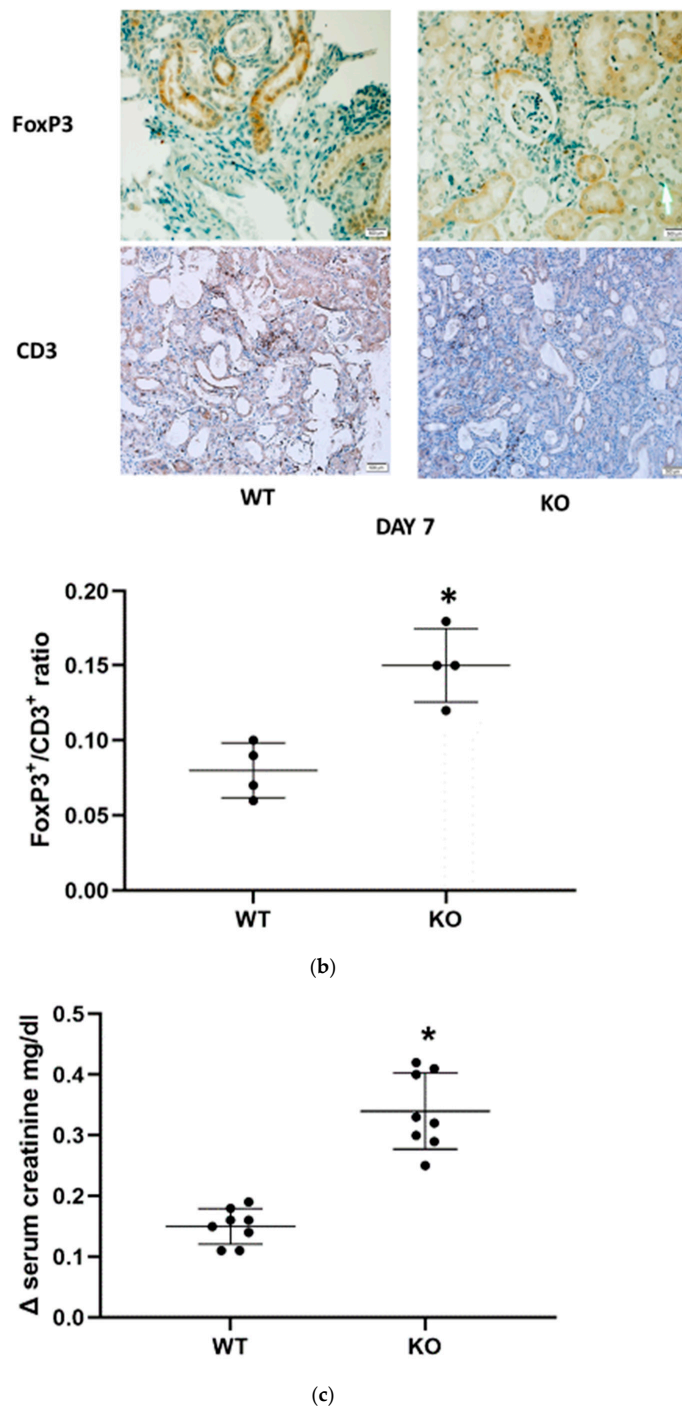 FoxP3
CD3
WT KO
DAY 7
0.20
0.15
0.10
0.05
0.00
FoxP3⁺/CD3⁺ ratio
*
WT KO
(b)
0.5
0.4
0.3
0.2
0.1
0.0
Δ serum creatinine mg/dl
*
WT KO
(c)